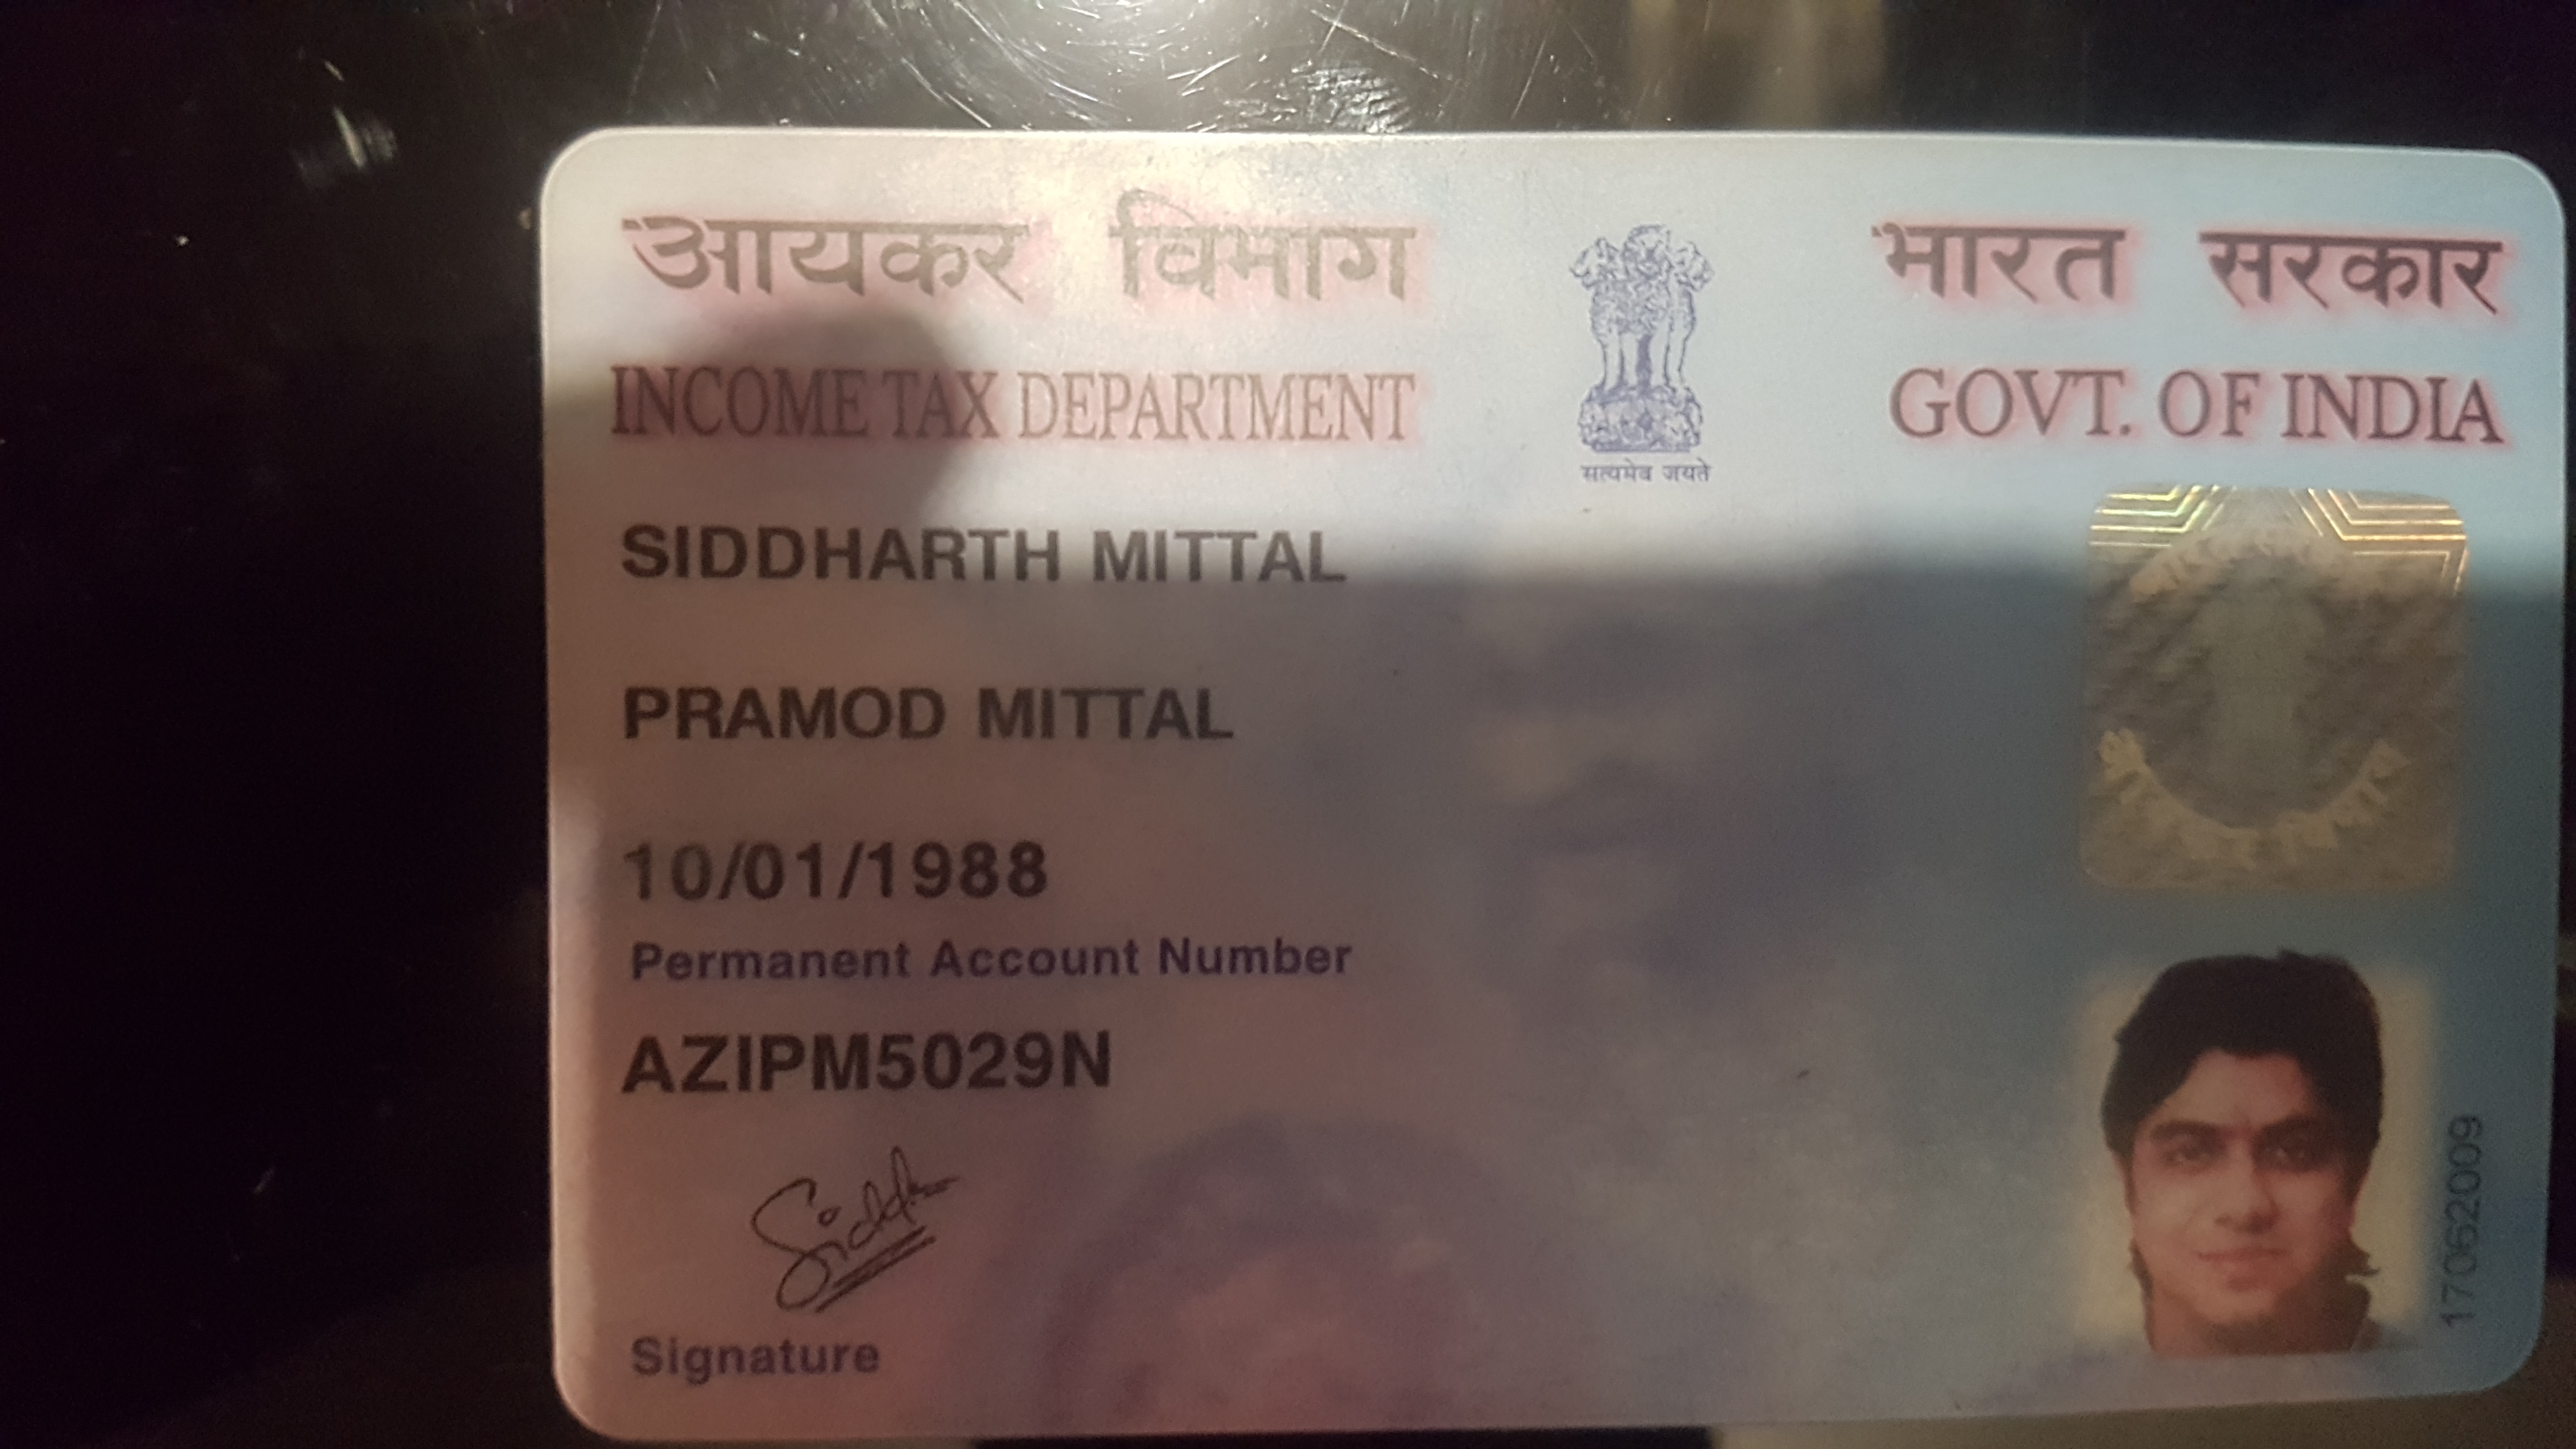 आयकर विभाग
भारत सरकार
INCOME TAX DEPARTMENT
GOVT. OF INDIA
सत्यमेव जयते
SIDDHARTH MITTAL
PRAMOD MITTAL
10/01/1988
Permanent Account Number
AZIPM5029N
Siddh
Signature
17062009